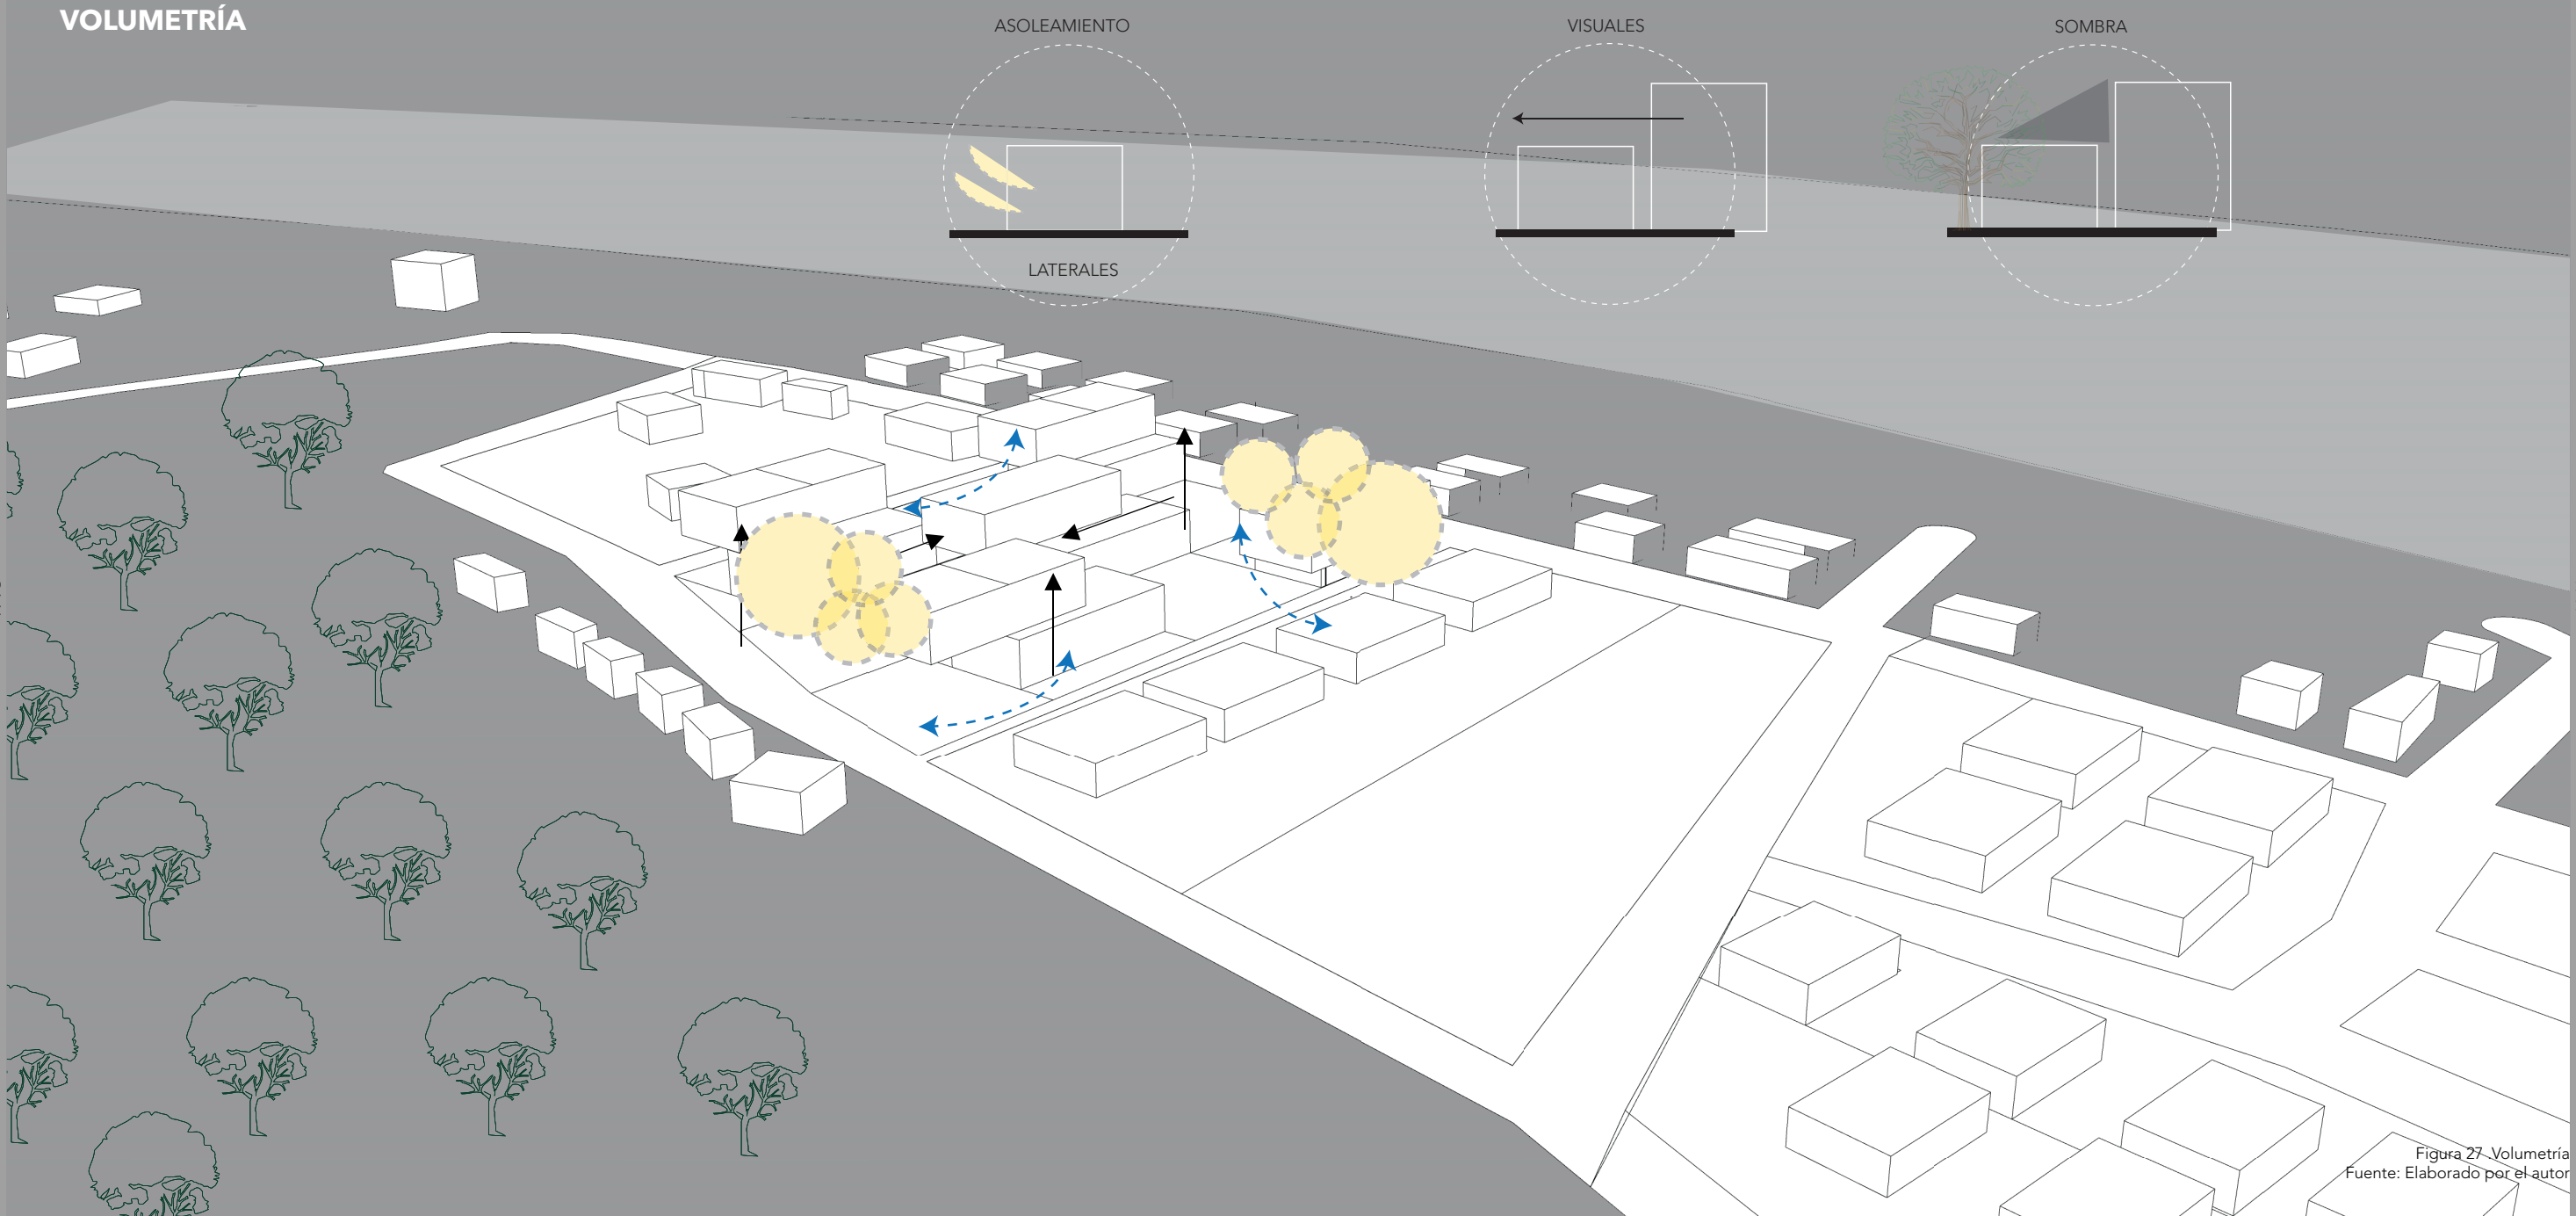 VOLUMETRÍA
ASOLEAMIENTO
VISUALES
SOMBRA
LATERALES
Figura 27 .Volumetría
Fuente: Elaborado por el autor